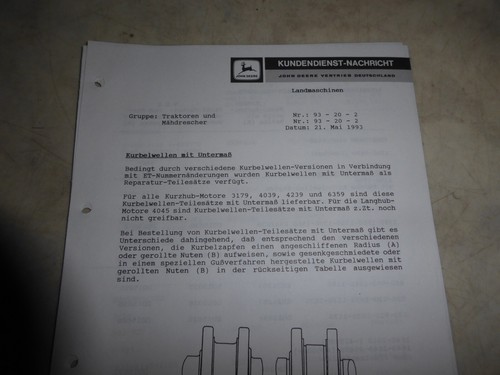 JOHN DEERE
KUNDENDIENST-NACHRICHT
JOHN DEERE VERTRIEB DEUTSCHLAND
Landmaschinen
Gruppe: Traktoren und Nr.: 93 - 20 - 2
Mähdrescher Nr.: 93 - 20 - 2
Datum: 21. Mai 1993
Kurbelwellen mit Untermaß
Bedingt durch verschiedene Kurbelwellen-Versionen in Verbindung
mit ET-Nummernänderungen wurden Kurbelwellen mit Untermaß als
Reparatur-Teilesätze verfügt.
Für alle Kurzhub-Motore 3179, 4039, 4239 und 6359 sind diese
Kurbelwellen-Teilesätze mit Untermaß lieferbar. Für die Langhub-
Motore 4045 sind Kurbelwellen-Teilesätze mit Untermaß z.Zt. noch
nicht greifbar.
Bei Bestellung von Kurbelwellen-Teilesätze mit Untermaß gibt es
Unterschiede dahingehend, daß entsprechend den verschiedenen
Versionen, die Kurbelzapfen einen angeschliffenen Radius (A)
oder gerollte Nuten (B) aufweisen, sowie gesenkgeschmiedete oder
in einem speziellen Gußverfahren hergestellte Kurbelwellen mit
gerollten Nuten (B) in der rückseitigen Tabelle ausgewiesen
sind.